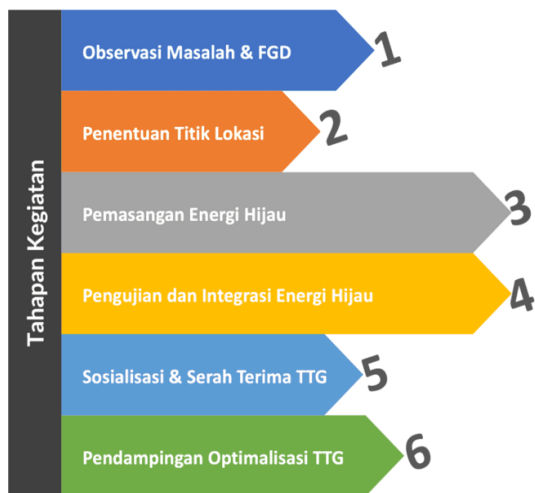 Tahapan Kegiatan
Observasi Masalah & FGD
1
Penentuan Titik Lokasi
2
Pemasangan Energi Hijau
3
Pengujian dan Integrasi Energi Hijau
4
Sosialisasi & Serah Terima TTG
5
Pendampingan Optimalisasi TTG
6